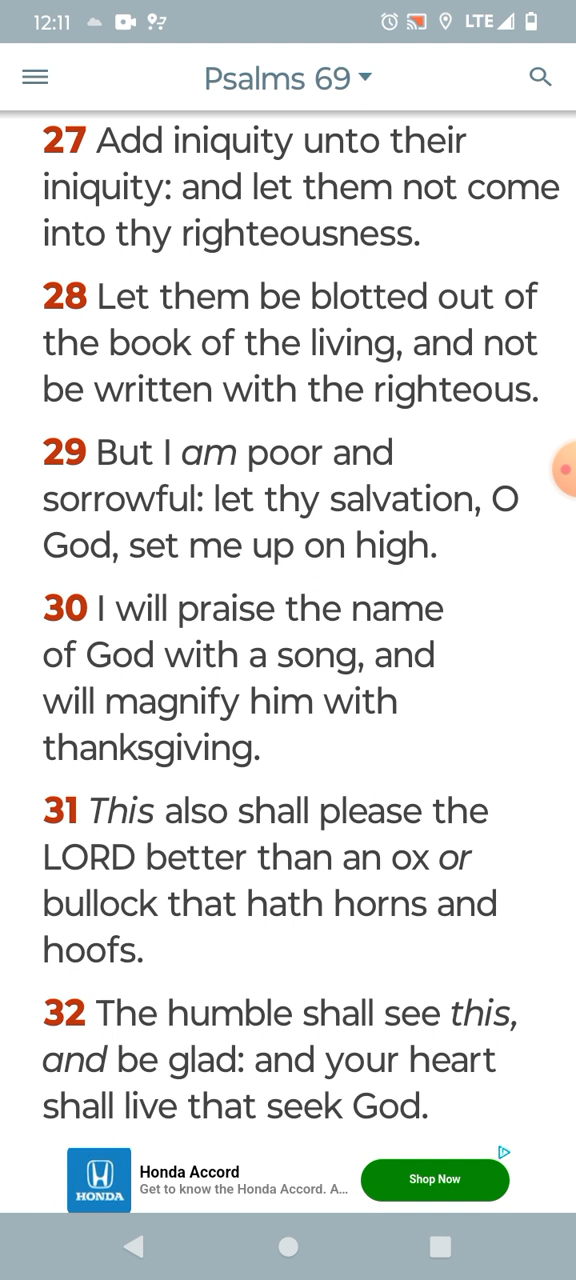 12:11
LTE
Psalms 69
27 Add iniquity unto their
iniquity: and let them not come
into thy righteousness.
28 Let them be blotted out of
the book of the living, and not
be written with the righteous.
29 But I am poor and
sorrowful: let thy salvation, O
God, set me up on high.
30 I will praise the name
of God with a song, and
will magnify him with
thanksgiving.
31 This also shall please the
LORD better than an ox or
bullock that hath horns and
hoofs.
32 The humble shall see this,
and be glad: and your heart
shall live that seek God.
HONDA
Honda Accord
Get to know the Honda Accord. A...
Shop Now